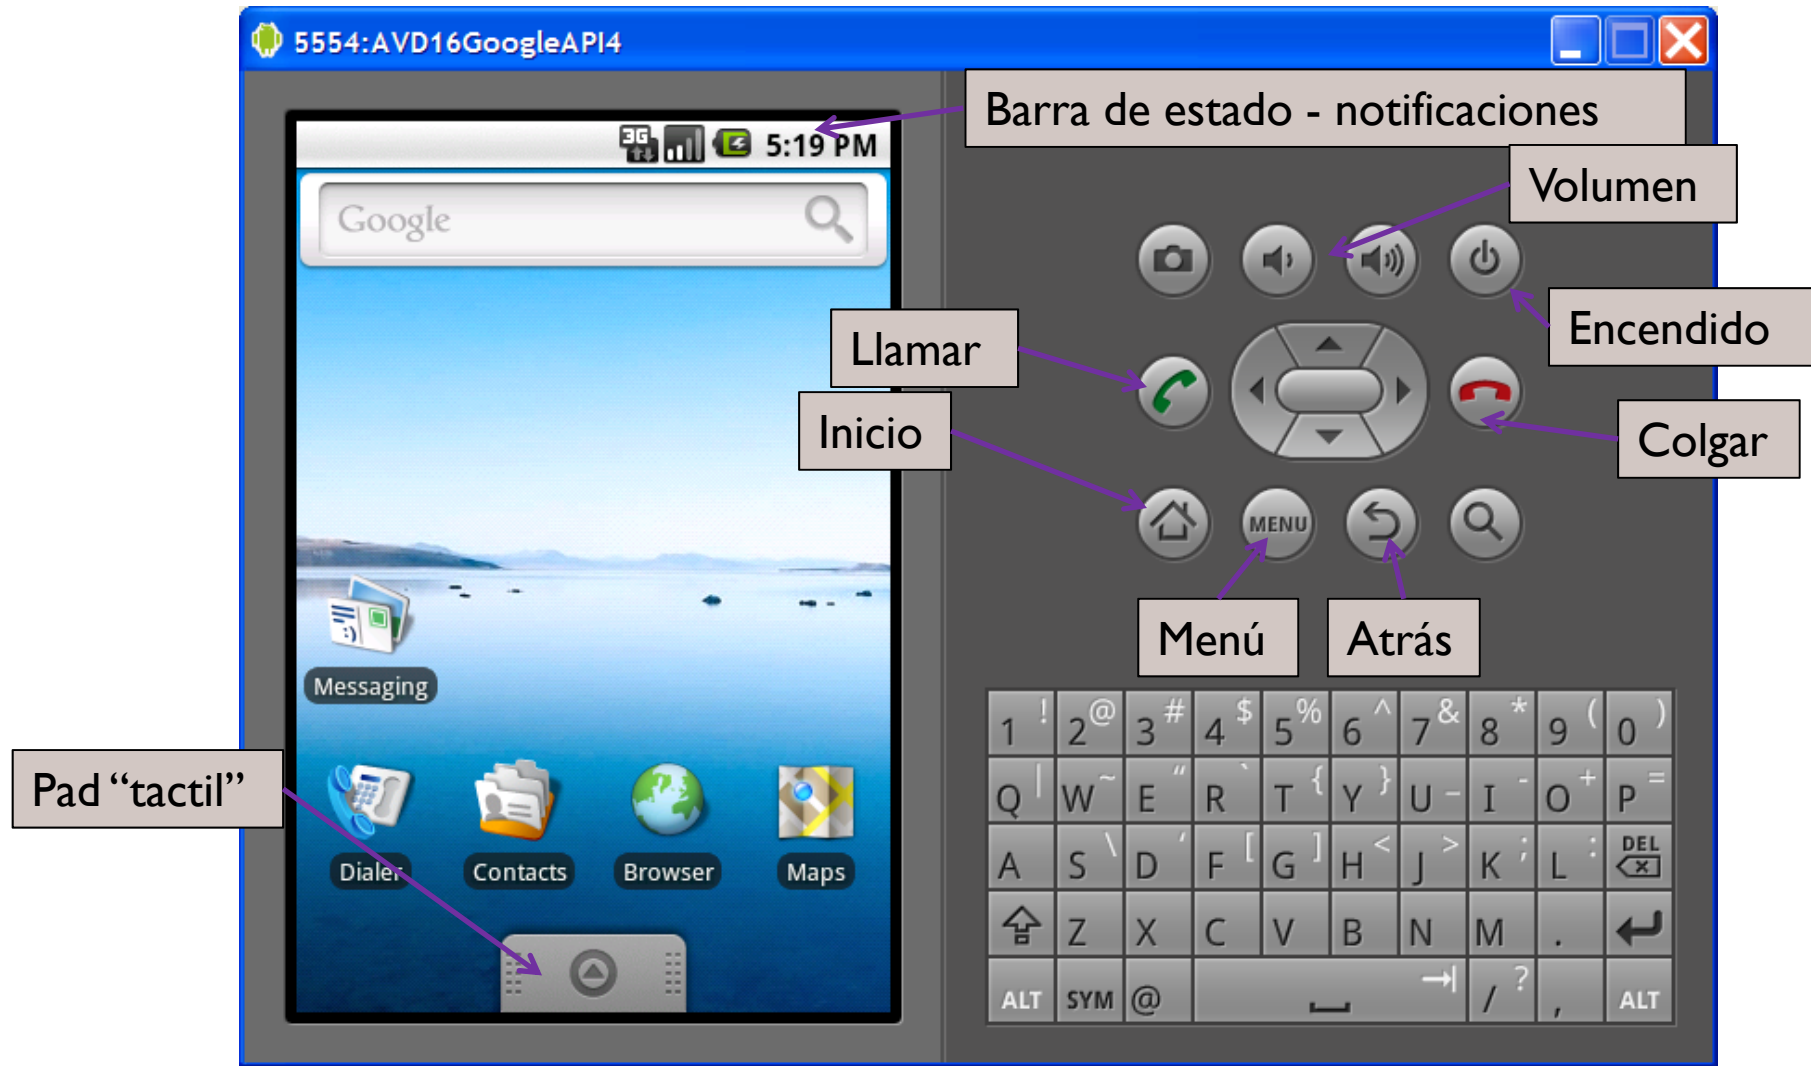 5554:AVD16GoogleAPI4
Barra de estado - notificaciones
3G 5:19 PM
Google
Volumen
Encendido
Llamar
Inicio
Colgar
MENU
Menú
Atrás
Messaging
Pad “tactil”
Dialer Contacts Browser Maps
1 ! 2 @ 3 # 4 $ 5 % 6 ^ 7 & 8 * 9 ( 0 )
Q | W ~ E " R ` T { Y } U _ I - O + P =
A S \ D ' F [ G ] H < J > K ; L : DEL
Z X C V B N M .
ALT SYM @ / ? , ALT